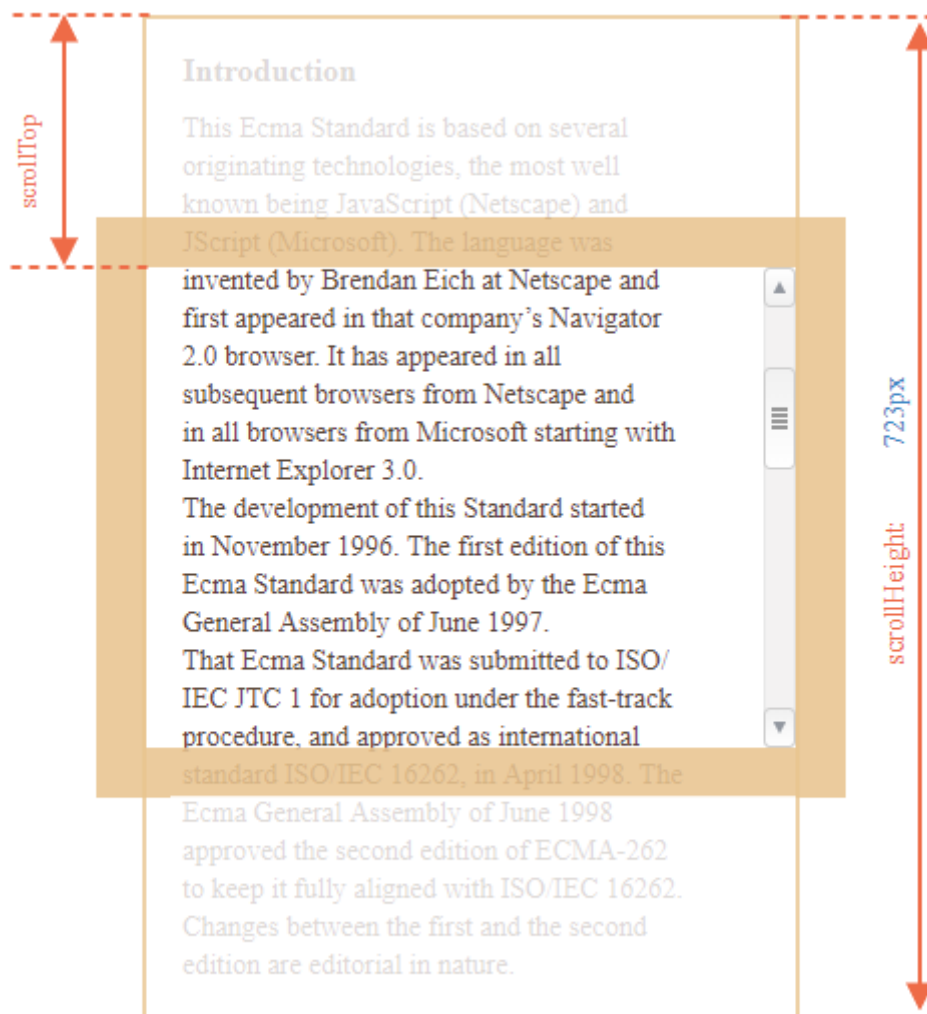 Introduction
This Ecma Standard is based on several
originating technologies, the most well
known being JavaScript (Netscape) and
JScript (Microsoft). The language was
invented by Brendan Eich at Netscape and
first appeared in that company’s Navigator
2.0 browser. It has appeared in all
subsequent browsers from Netscape and
in all browsers from Microsoft starting with
Internet Explorer 3.0.
The development of this Standard started
in November 1996. The first edition of this
Ecma Standard was adopted by the Ecma
General Assembly of June 1997.
That Ecma Standard was submitted to ISO/
IEC JTC 1 for adoption under the fast-track
procedure, and approved as international
standard ISO/IEC 16262, in April 1998. The
Ecma General Assembly of June 1998
approved the second edition of ECMA-262
to keep it fully aligned with ISO/IEC 16262.
Changes between the first and the second
edition are editorial in nature.
scrollTop
scrollHeight: 723px